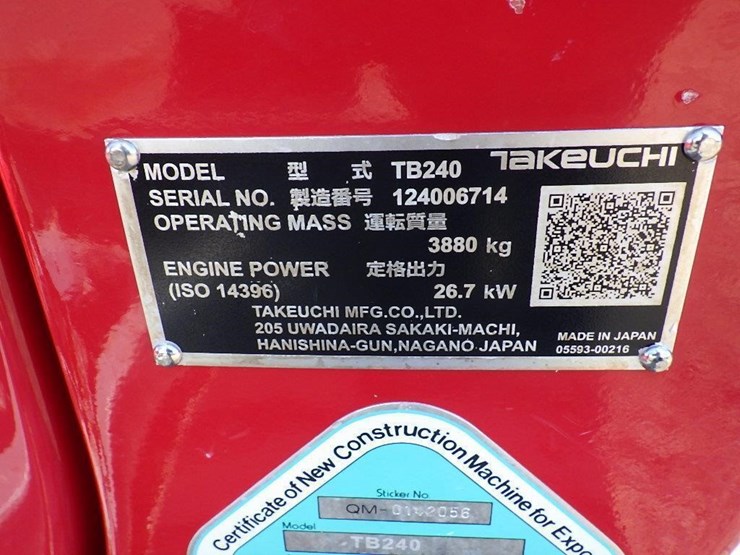 MODEL 型 式 TB240 TAKEUCHI
SERIAL NO. 製造番号 124006714
OPERATING MASS 運転質量
3880 kg
ENGINE POWER 定格出力
(ISO 14396) 26.7 kW
TAKEUCHI MFG.CO.,LTD.
205 UWADAIRA SAKAKI-MACHI,
HANISHINA-GUN,NAGANO JAPAN
MADE IN JAPAN
05593-00216
Certificate of New Construction Machine for
Sticker No
Model
TB240